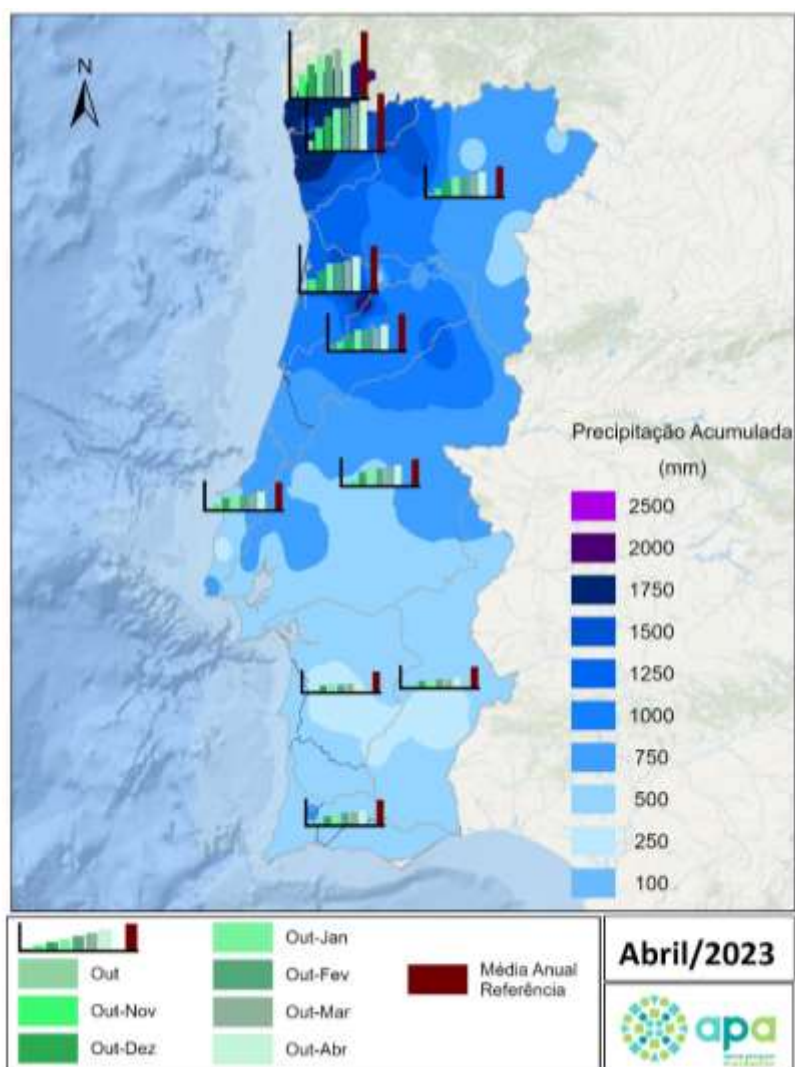 N
Precipitação Acumulada
(mm)
2500
2000
1750
1500
1250
1000
750
500
250
100
Out
Out-Nov
Out-Dez
Out-Jan
Out-Fev
Out-Mar
Out-Abr
Média Anual
Referência
Abril/2023
apa